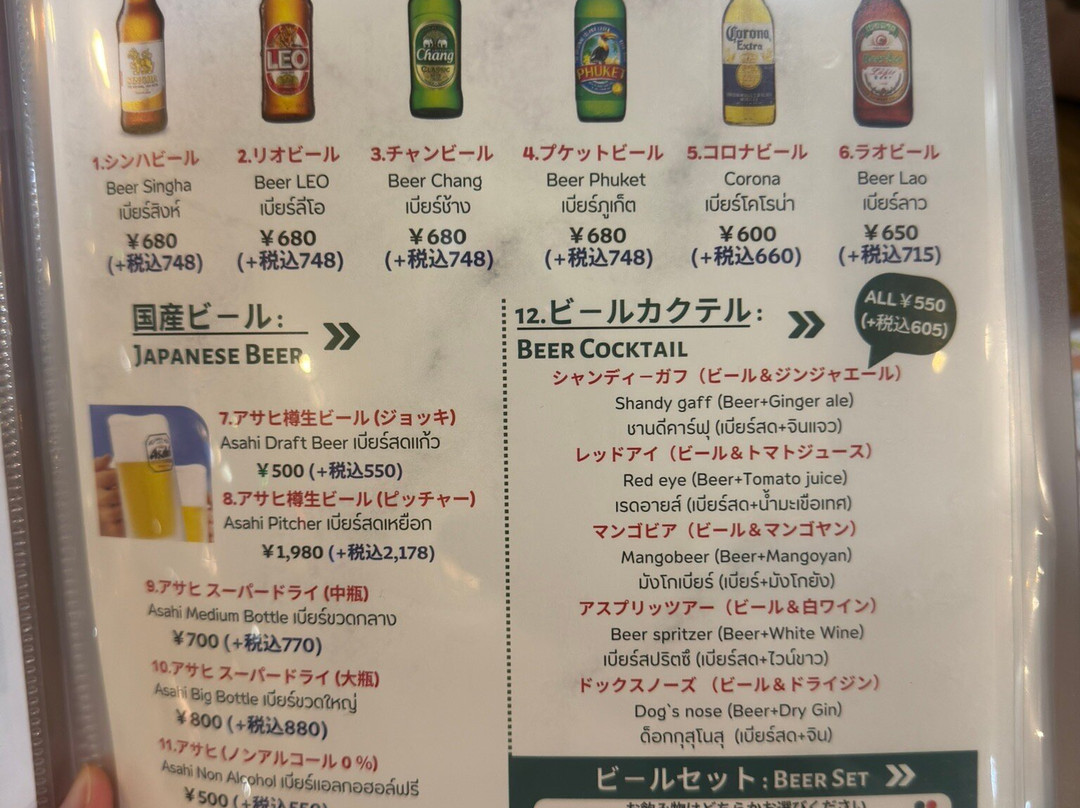 LEO
Chang
PHUKET
Corona
Extra
1.シンハビール
Beer Singha
เบียร์สิงห์
¥680
(+税込748)
2.リオビール
Beer LEO
เบียร์ลีโอ
¥680
(+税込748)
3.チャンビール
Beer Chang
เบียร์ช้าง
¥680
(+税込748)
4.プケットビール
Beer Phuket
เบียร์ภูเก็ต
¥680
(+税込748)
5.コロナビール
Corona
เบียร์โคโรน่า
¥600
(+税込660)
6.ラオビール
Beer Lao
เบียร์ลาว
¥650
(+税込715)
国産ビール:
JAPANESE BEER
7.アサヒ樽生ビール(ジョッキ)
Asahi Draft Beer เบียร์สดแก้ว
¥500 (+税込550)
8.アサヒ樽生ビール(ピッチャー)
Asahi Pitcher เบียร์สดเหยือก
¥1,980 (+税込2,178)
9.アサヒ スーパードライ(中瓶)
Asahi Medium Bottle เบียร์ขวดกลาง
¥700 (+税込770)
10.アサヒ スーパードライ(大瓶)
Asahi Big Bottle เบียร์ขวดใหญ่
¥800 (+税込880)
11.アサヒ(ノンアルコール0%)
Asahi Non Alcohol เบียร์แอลกอฮอล์ฟรี
¥500 (+税込550)
12.ビールカクテル:
BEER COCKTAIL
ALL¥550
(+税込605)
シャンディーガフ(ビール&ジンジャエール)
Shandy gaff (Beer+Ginger ale)
ชานดีคาร์ฟุ (เบียร์สด+จินแจว)
レッドアイ(ビール&トマトジュース)
Red eye (Beer+Tomato juice)
เรดอายส์ (เบียร์สด+น้ำมะเขือเทศ)
マンゴビア(ビール&マンゴヤン)
Mangobeer (Beer+Mangoyan)
มังโกเบียร์ (เบียร์+มังโกยัง)
アスプリッツアー(ビール&白ワイン)
Beer spritzer (Beer+White Wine)
เบียร์สปริตซี (เบียร์สด+ไวน์ขาว)
ドックスノーズ(ビール&ドライジン)
Dog`s nose (Beer+Dry Gin)
ด็อกกุสุโนสุ (เบียร์สด+จิน)
ビールセット: BEER SET
お飲み物はどちらかお選びください